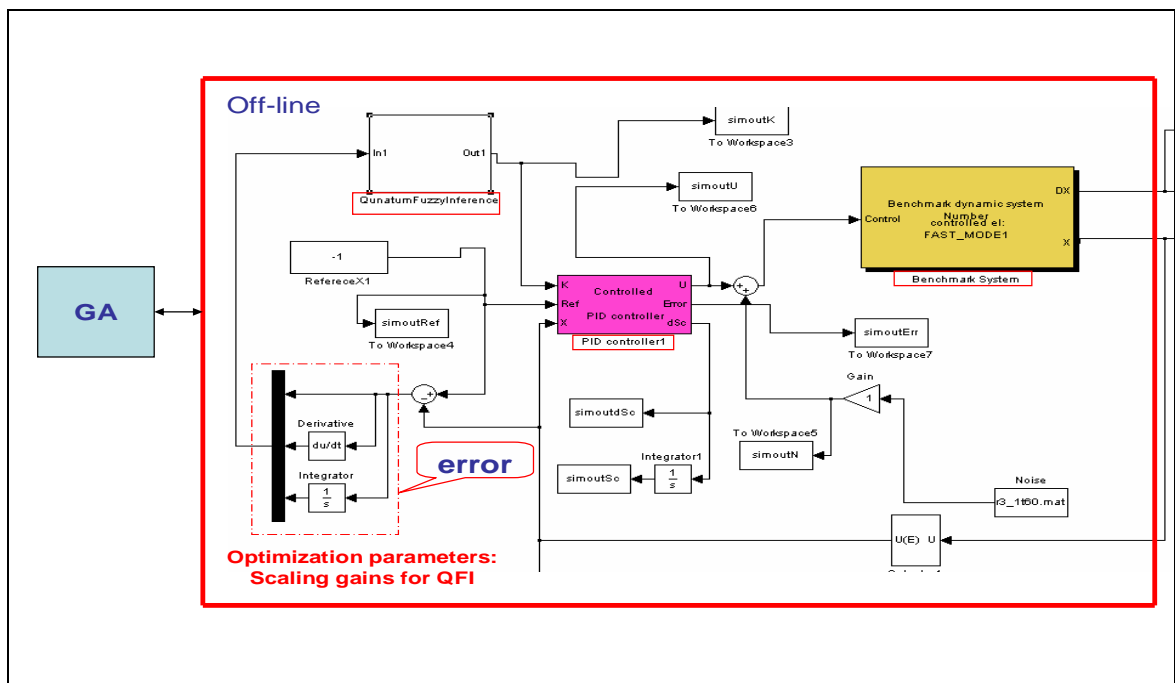 Off-line
simoutK
To Workspace3
In1
Out1
QunatumFuzzyInference
simoutU
To Workspace6
Benchmark dynamic system
Number
controlled el:
FAST_MODE1
Control
DX
X
Benchmark System
-1
RefereceX1
K
Ref
X
Controlled
PID controller
U
Error
dSc
PID controller1
+
+
GA
simoutRef
To Workspace4
simoutErr
To Workspace7
Gain
1
-
+
Derivative
du/dt
Integrator
1
s
error
simoutdSc
Integrator1
simoutSc
1
s
To Workspace5
simoutN
Noise
r3_1t60.mat
U(E) U
Optimization parameters:
Scaling gains for QFI